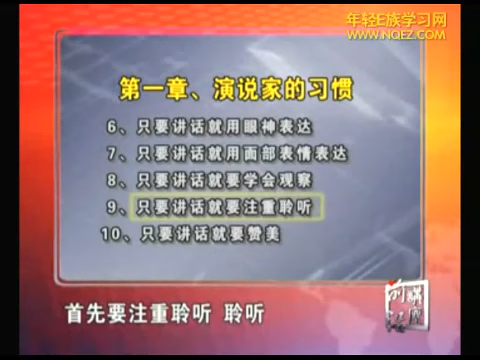 年轻E族学习网
WWW.NQEZ.COM
第一章、演说家的习惯
6、只要讲话就用眼神表达
7、只要讲话就用面部表情表达
8、只要讲话就要学会观察
9、只要讲话就要注重聆听
10、只要讲话就要赞美
首先要注重聆听 聆听